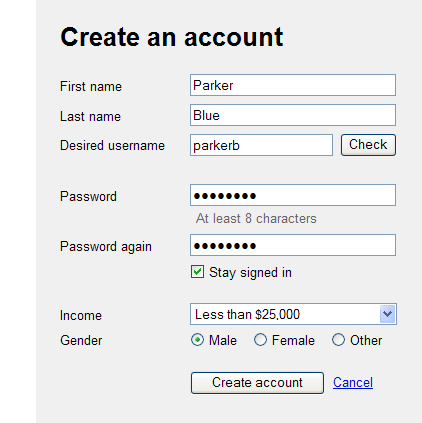 Create an account
First name Parker
Last name Blue
Desired username parkerb Check
Password ●●●●●●●●
At least 8 characters
Password again ●●●●●●●●
Stay signed in
Income Less than $25,000
Gender Male Female Other
Create account Cancel